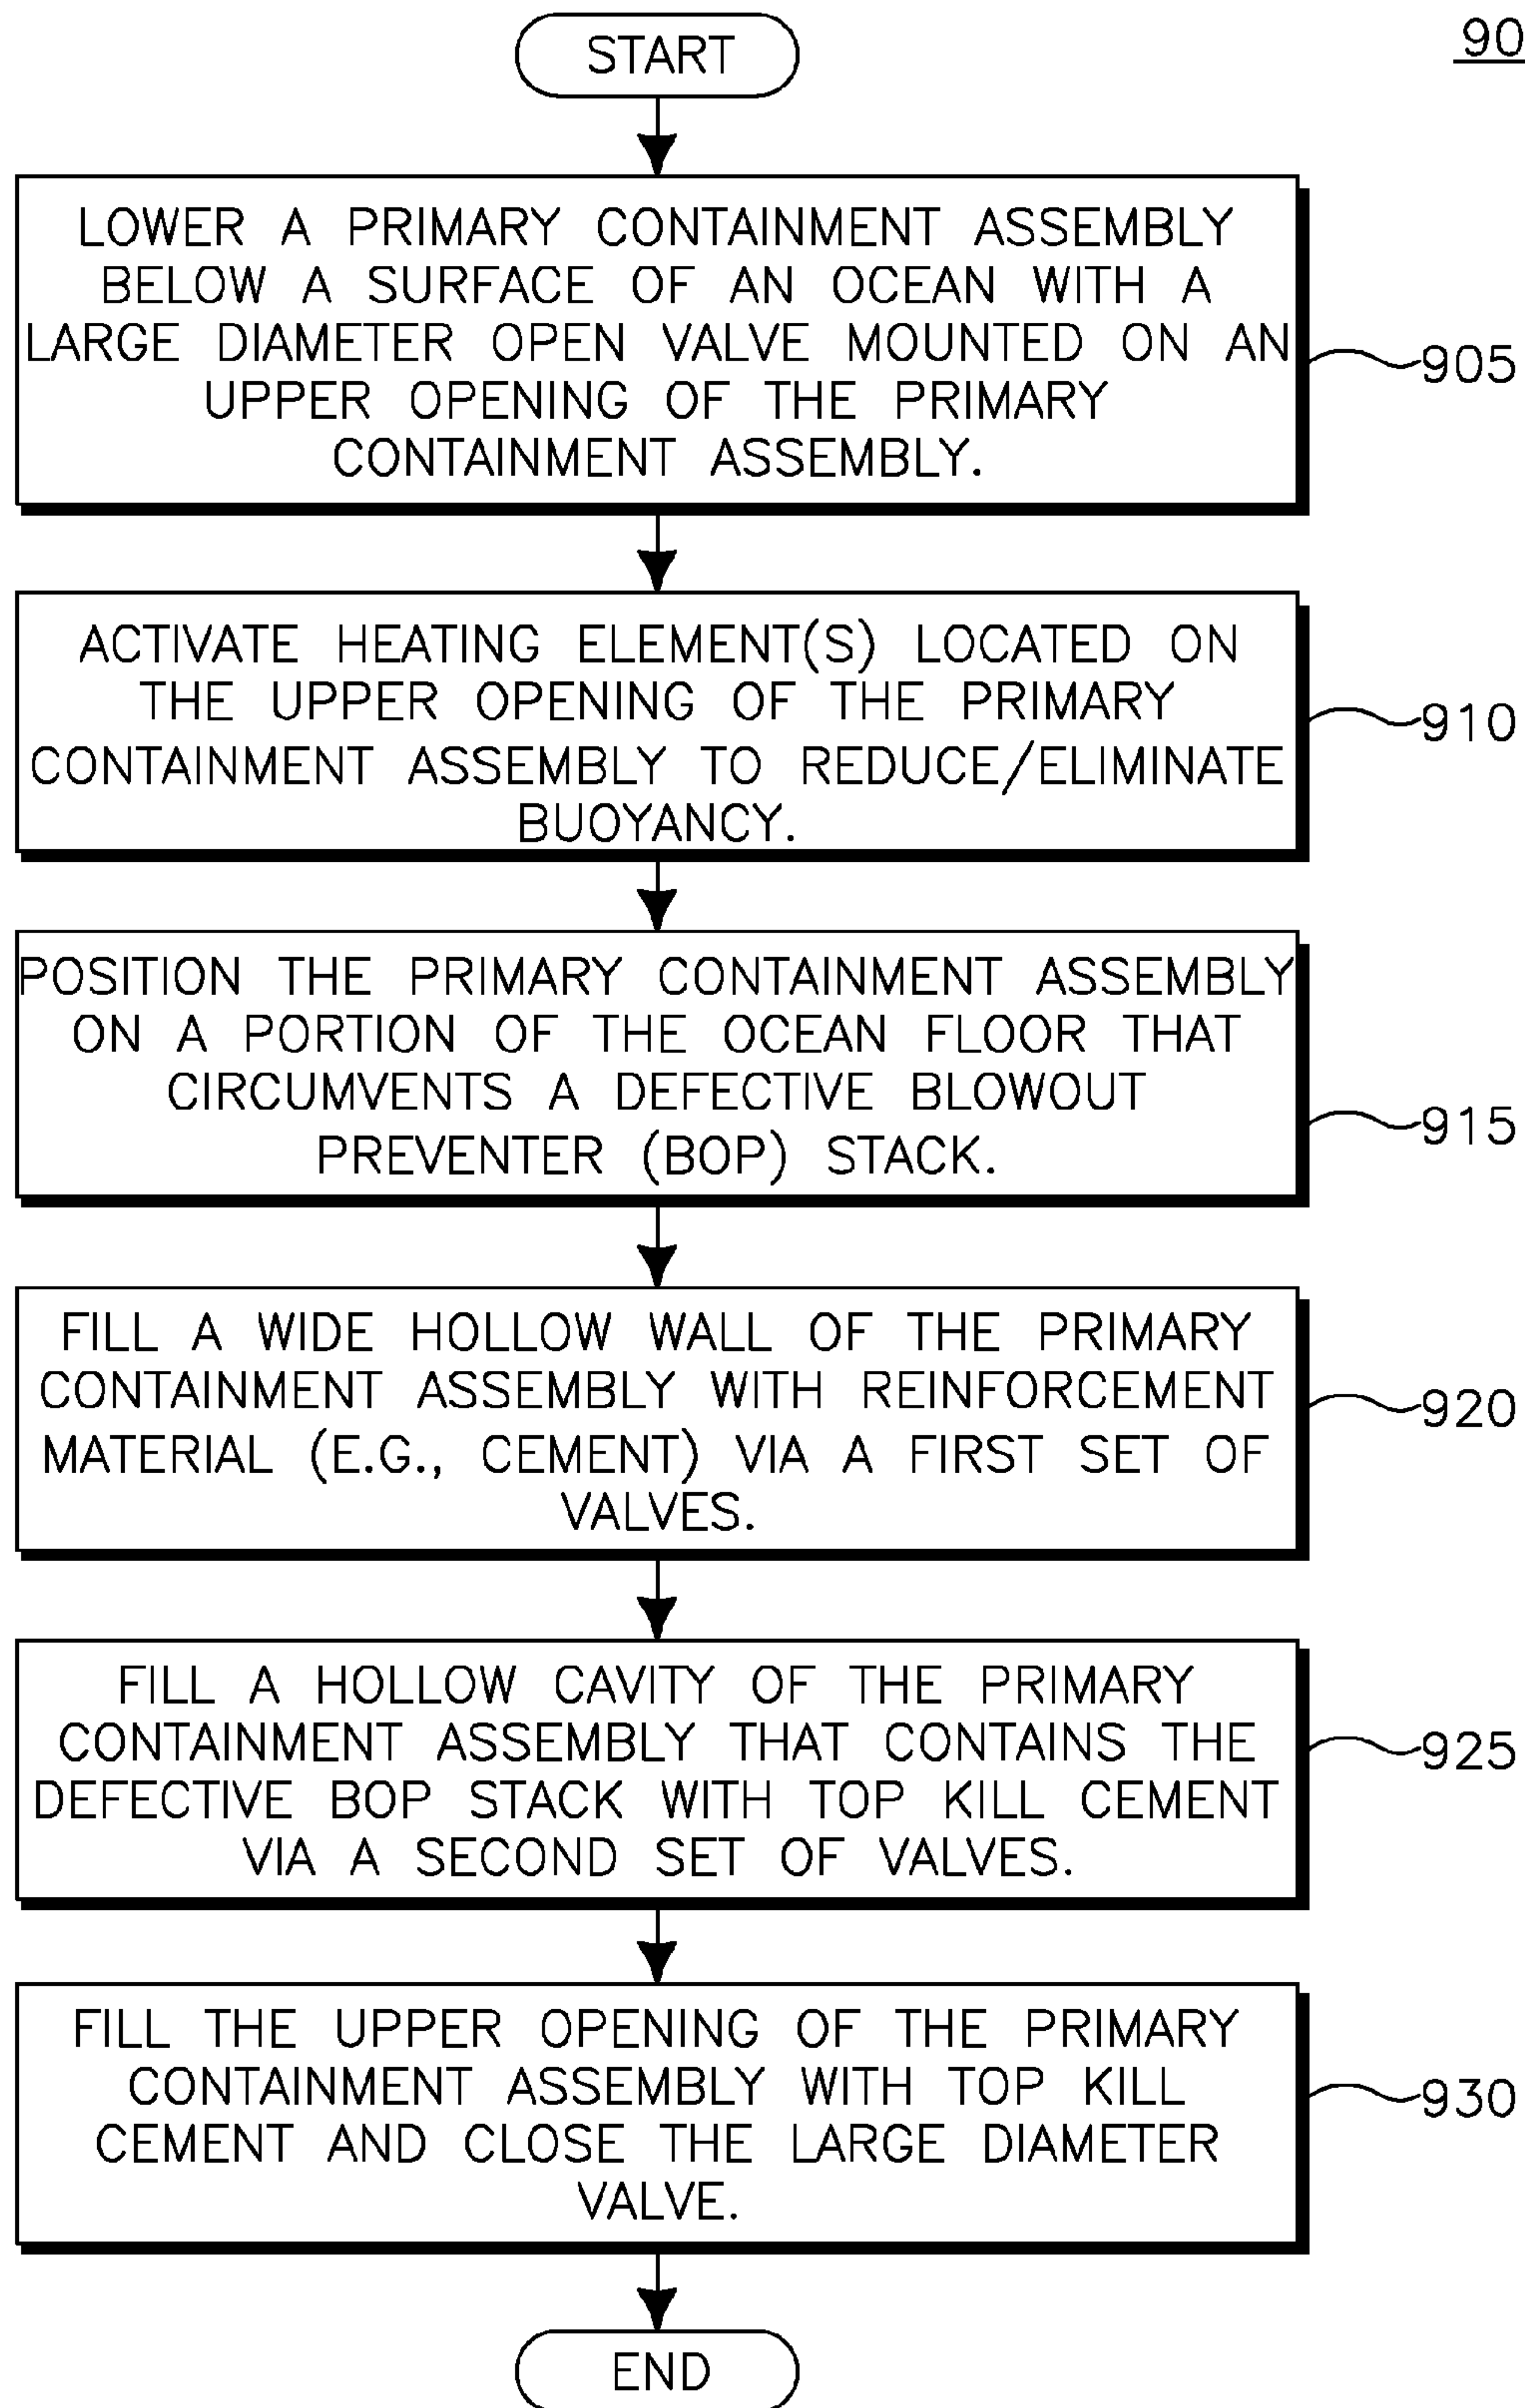 START
90
LOWER A PRIMARY CONTAINMENT ASSEMBLY
BELOW A SURFACE OF AN OCEAN WITH A
LARGE DIAMETER OPEN VALVE MOUNTED ON AN
UPPER OPENING OF THE PRIMARY
CONTAINMENT ASSEMBLY.
905
ACTIVATE HEATING ELEMENT(S) LOCATED ON
THE UPPER OPENING OF THE PRIMARY
CONTAINMENT ASSEMBLY TO REDUCE/ELIMINATE
BUOYANCY.
910
POSITION THE PRIMARY CONTAINMENT ASSEMBLY
ON A PORTION OF THE OCEAN FLOOR THAT
CIRCUMVENTS A DEFECTIVE BLOWOUT
PREVENTER (BOP) STACK.
915
FILL A WIDE HOLLOW WALL OF THE PRIMARY
CONTAINMENT ASSEMBLY WITH REINFORCEMENT
MATERIAL (E.G., CEMENT) VIA A FIRST SET OF
VALVES.
920
FILL A HOLLOW CAVITY OF THE PRIMARY
CONTAINMENT ASSEMBLY THAT CONTAINS THE
DEFECTIVE BOP STACK WITH TOP KILL CEMENT
VIA A SECOND SET OF VALVES.
925
FILL THE UPPER OPENING OF THE PRIMARY
CONTAINMENT ASSEMBLY WITH TOP KILL
CEMENT AND CLOSE THE LARGE DIAMETER
VALVE.
930
END